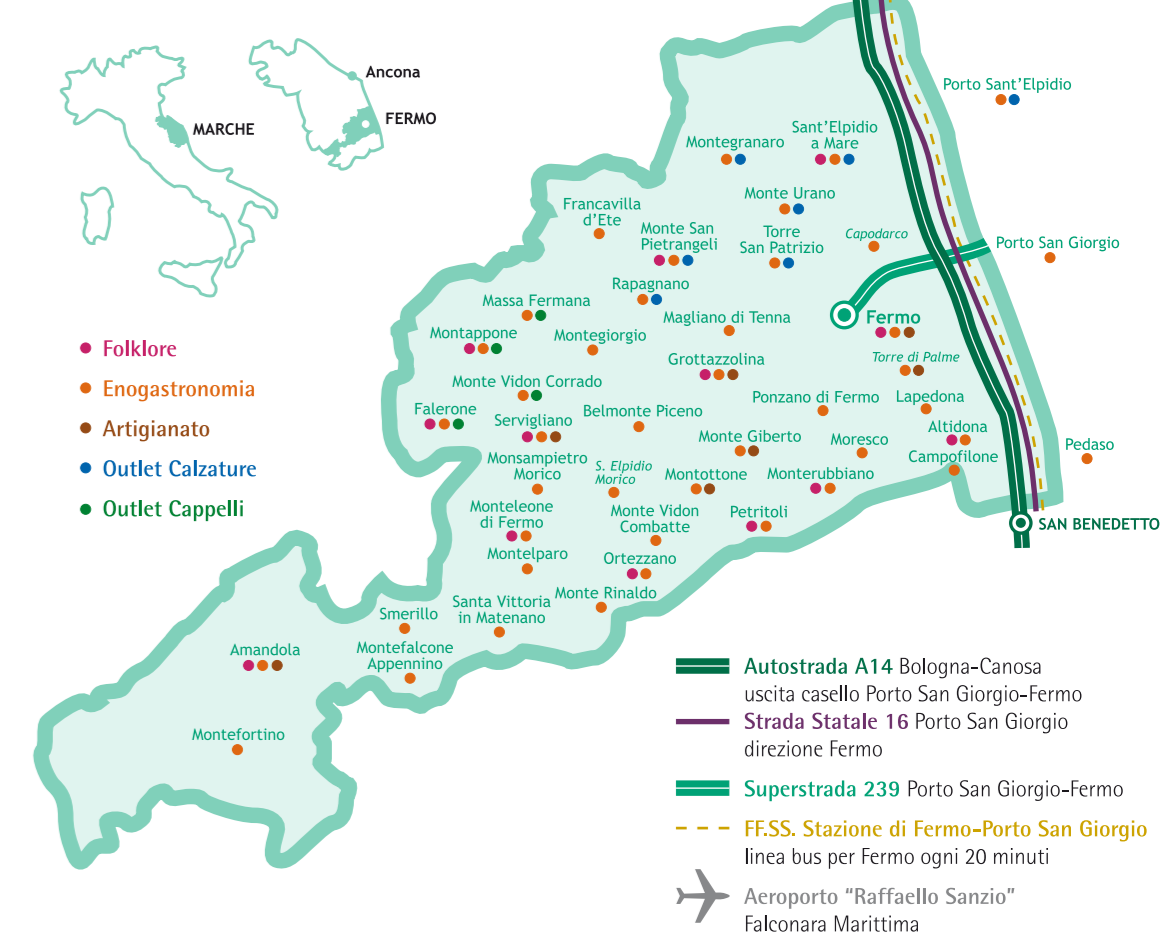 Ancona
FERMO
MARCHE
Porto Sant'Elpidio
Sant'Elpidio
a Mare
Montegranaro
Monte Urano
Francavilla
d'Ete
Monte San
Pietrangeli
Torre
San Patrizio
Capodarco
Porto San Giorgio
Rapagnano
Massa Fermana
Magliano di Tenna
Fermo
Montappone
Montegiorgio
Grottazzolina
Torre di Palme
Monte Vidon Corrado
Ponzano di Fermo
Lapedona
Falerone
Servigliano
Belmonte Piceno
Altidona
Monte Giberto
Moresco
Campofilone
Pedaso
Monsampietro
Morico
S. Elpidio
Morico
Montottone
Monterubbiano
Monteleone
di Fermo
Monte Vidon
Combatte
Petritoli
SAN BENEDETTO
Montelparo
Ortezzano
Monte Rinaldo
Santa Vittoria
in Matenano
Smerillo
Montefalcone
Appennino
Amandola
Montefortino
Folklore
Enogastronomia
Artigianato
Outlet Calzature
Outlet Cappelli
Autostrada A14 Bologna-Canosa
uscita casello Porto San Giorgio-Fermo
Strada Statale 16 Porto San Giorgio
direzione Fermo
Superstrada 239 Porto San Giorgio-Fermo
FF.SS. Stazione di Fermo-Porto San Giorgio
linea bus per Fermo ogni 20 minuti
Aeroporto "Raffaello Sanzio"
Falconara Marittima